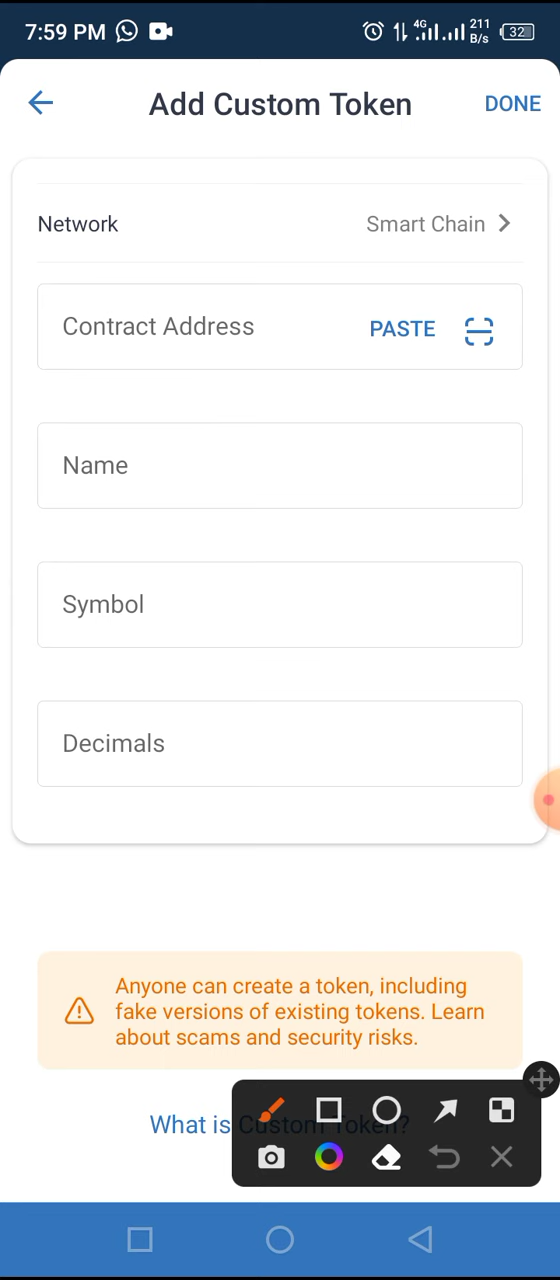 7:59 PM 4G 211 B/s 32
Add Custom Token DONE
Network Smart Chain
Contract Address PASTE
Name
Symbol
Decimals
Anyone can create a token, including
fake versions of existing tokens. Learn
about scams and security risks.
What is Custom Token?